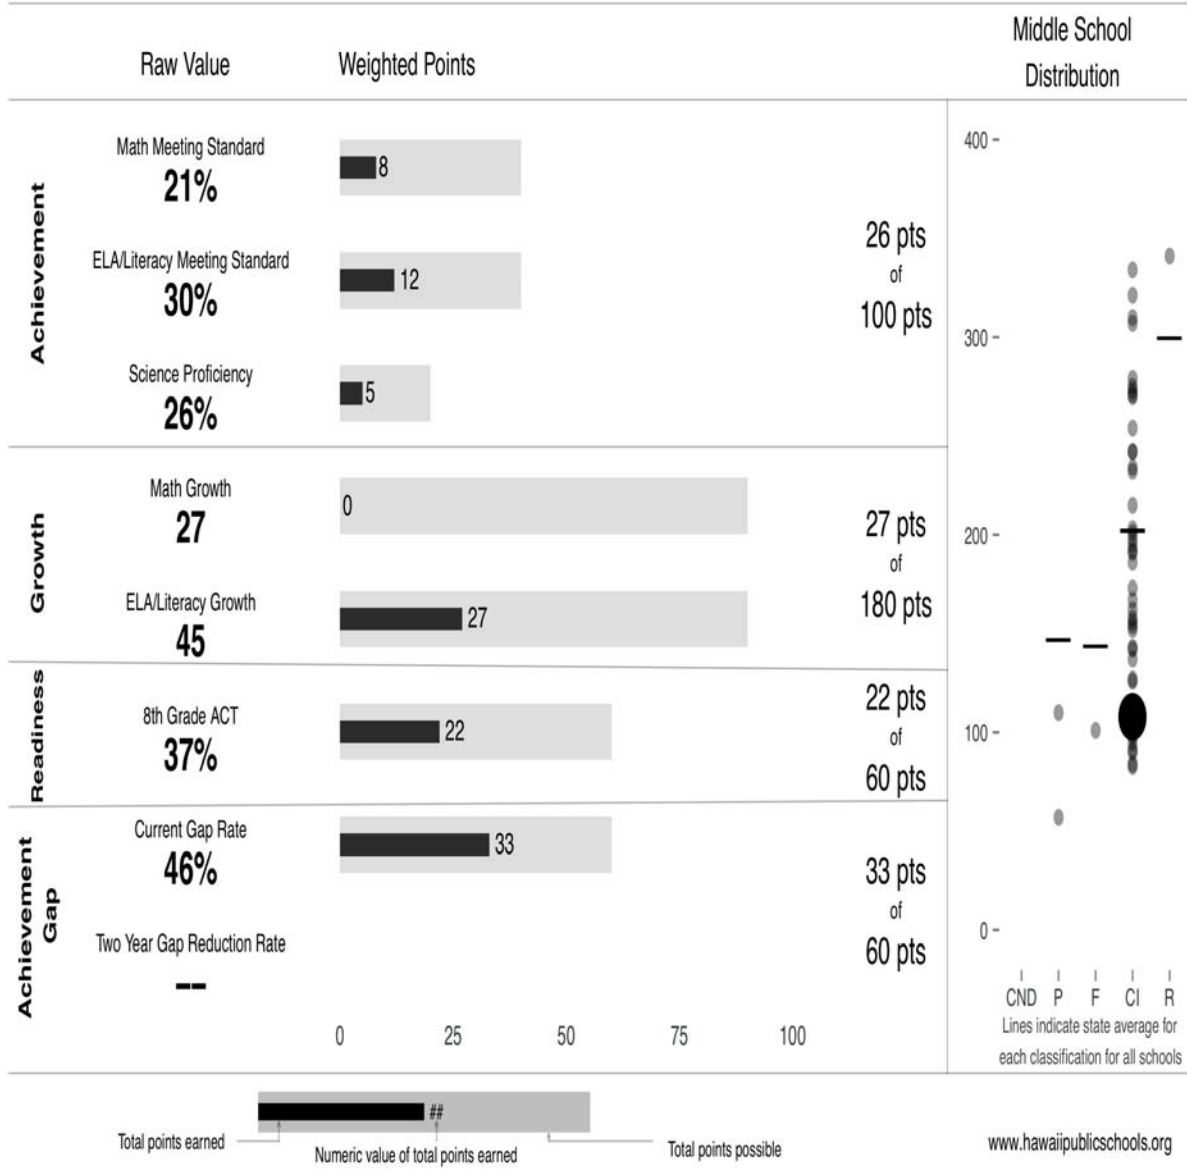 Raw Value
Weighted Points
Middle School
Distribution
Achievement
Math Meeting Standard
21%
8
ELA/Literacy Meeting Standard
30%
12
Science Proficiency
26%
5
26 pts
of
100 pts
Growth
Math Growth
27
0
ELA/Literacy Growth
45
27
27 pts
of
180 pts
Readiness
8th Grade ACT
37%
22
22 pts
of
60 pts
Achievement
Gap
Current Gap Rate
46%
33
Two Year Gap Reduction Rate
--
33 pts
of
60 pts
0 25 50 75 100
400
300
200
100
0
CND P F CI R
Lines indicate state average for
each classification for all schools
##
Total points earned
Numeric value of total points earned
Total points possible
www.hawaiipublicschools.org